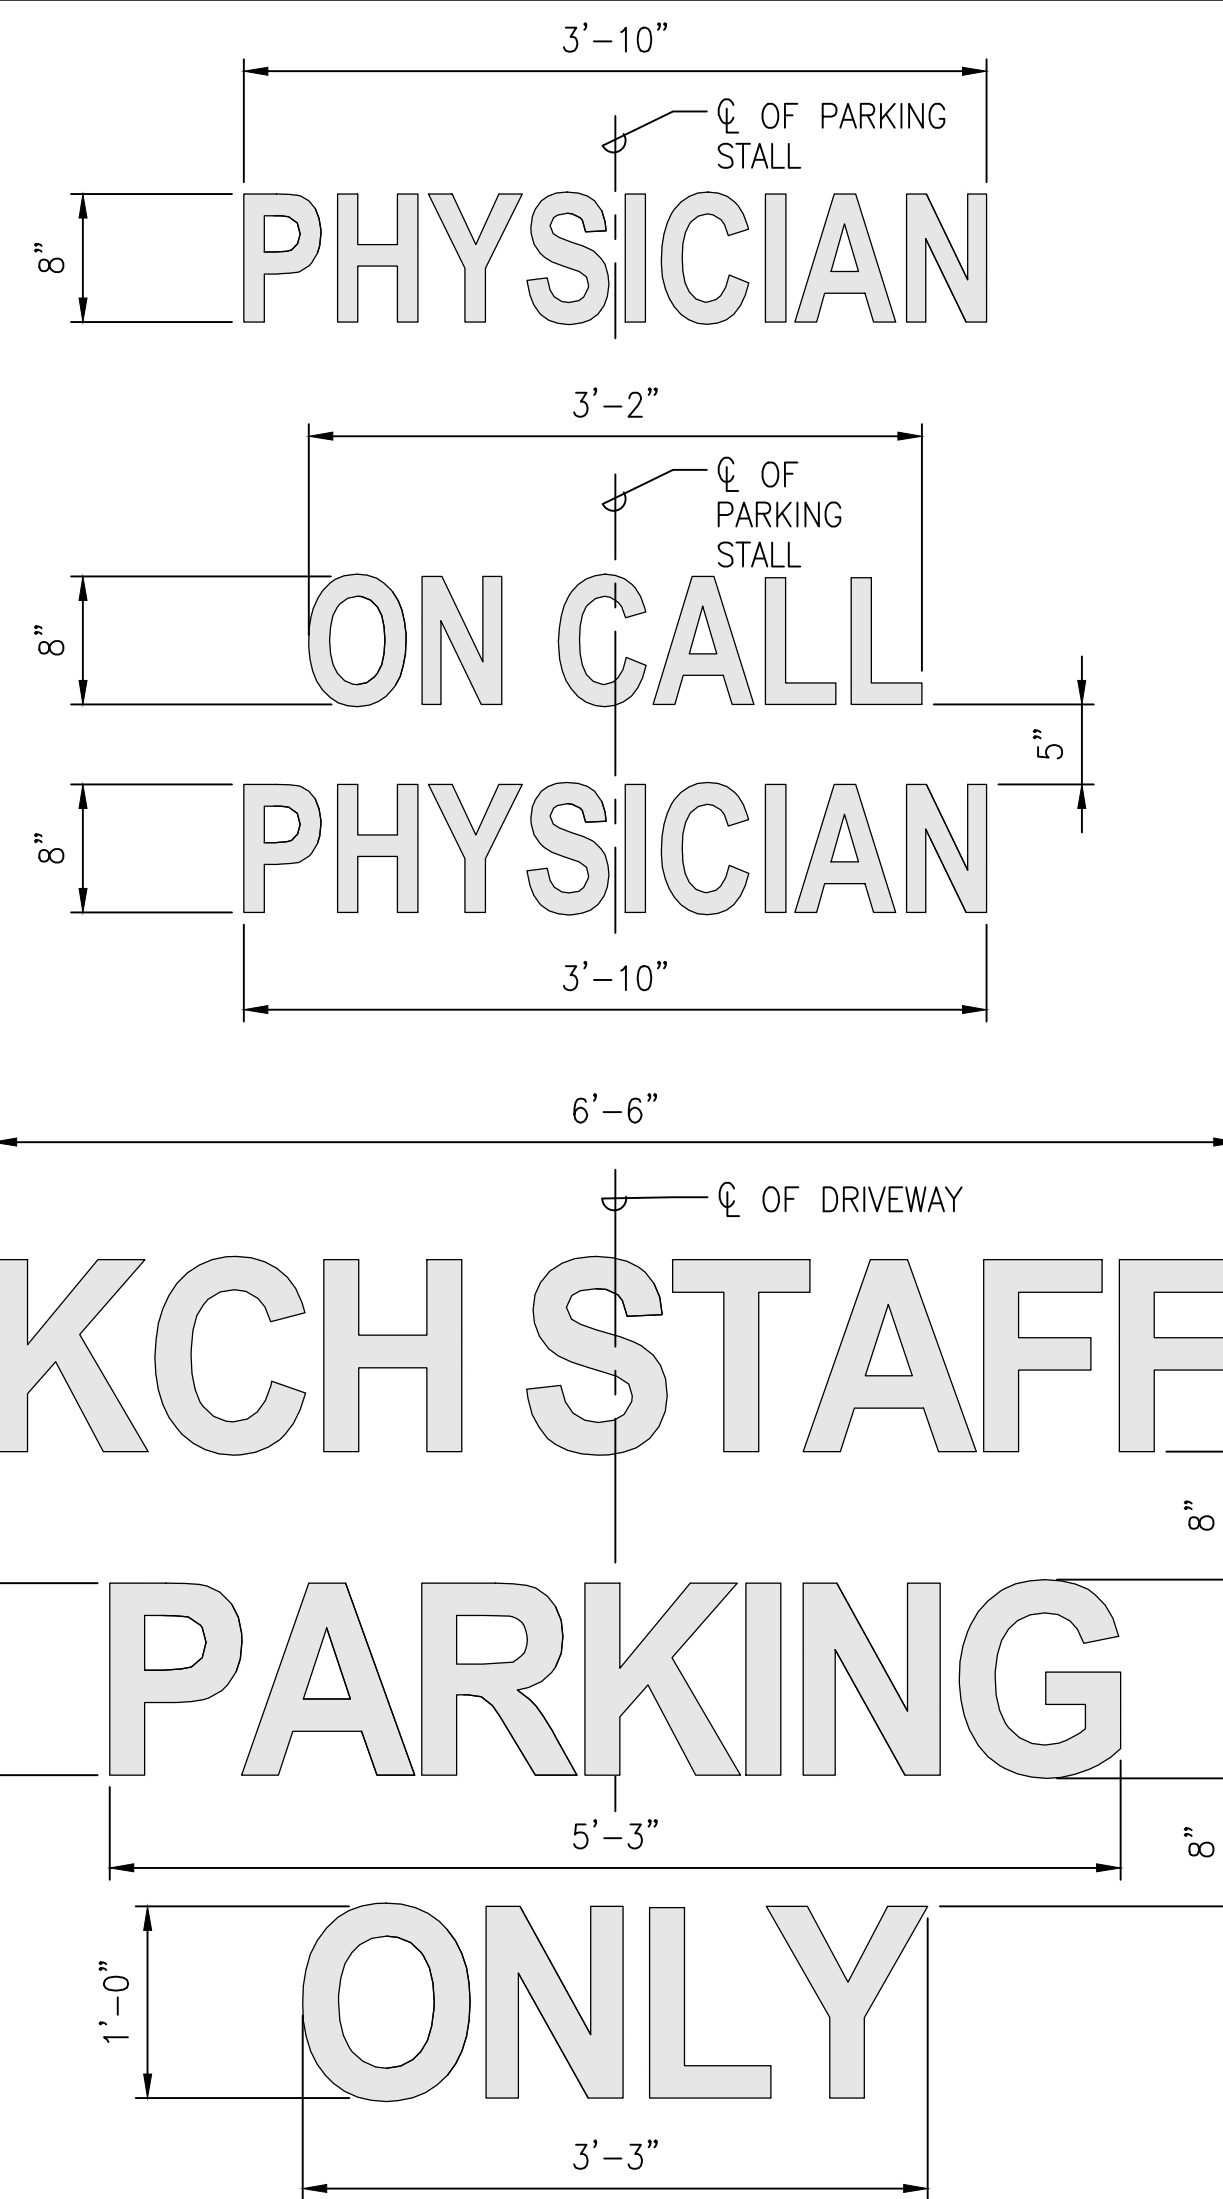 3'-10"
℄ OF PARKING
STALL
8"
PHYSICIAN
3'-2"
℄ OF
PARKING
STALL
8"
ON CALL
5"
8"
PHYSICIAN
3'-10"
6'-6"
℄ OF DRIVEWAY
KCH STAFF
8"
PARKING
5'-3"
8"
1'-0"
ONLY
3'-3"